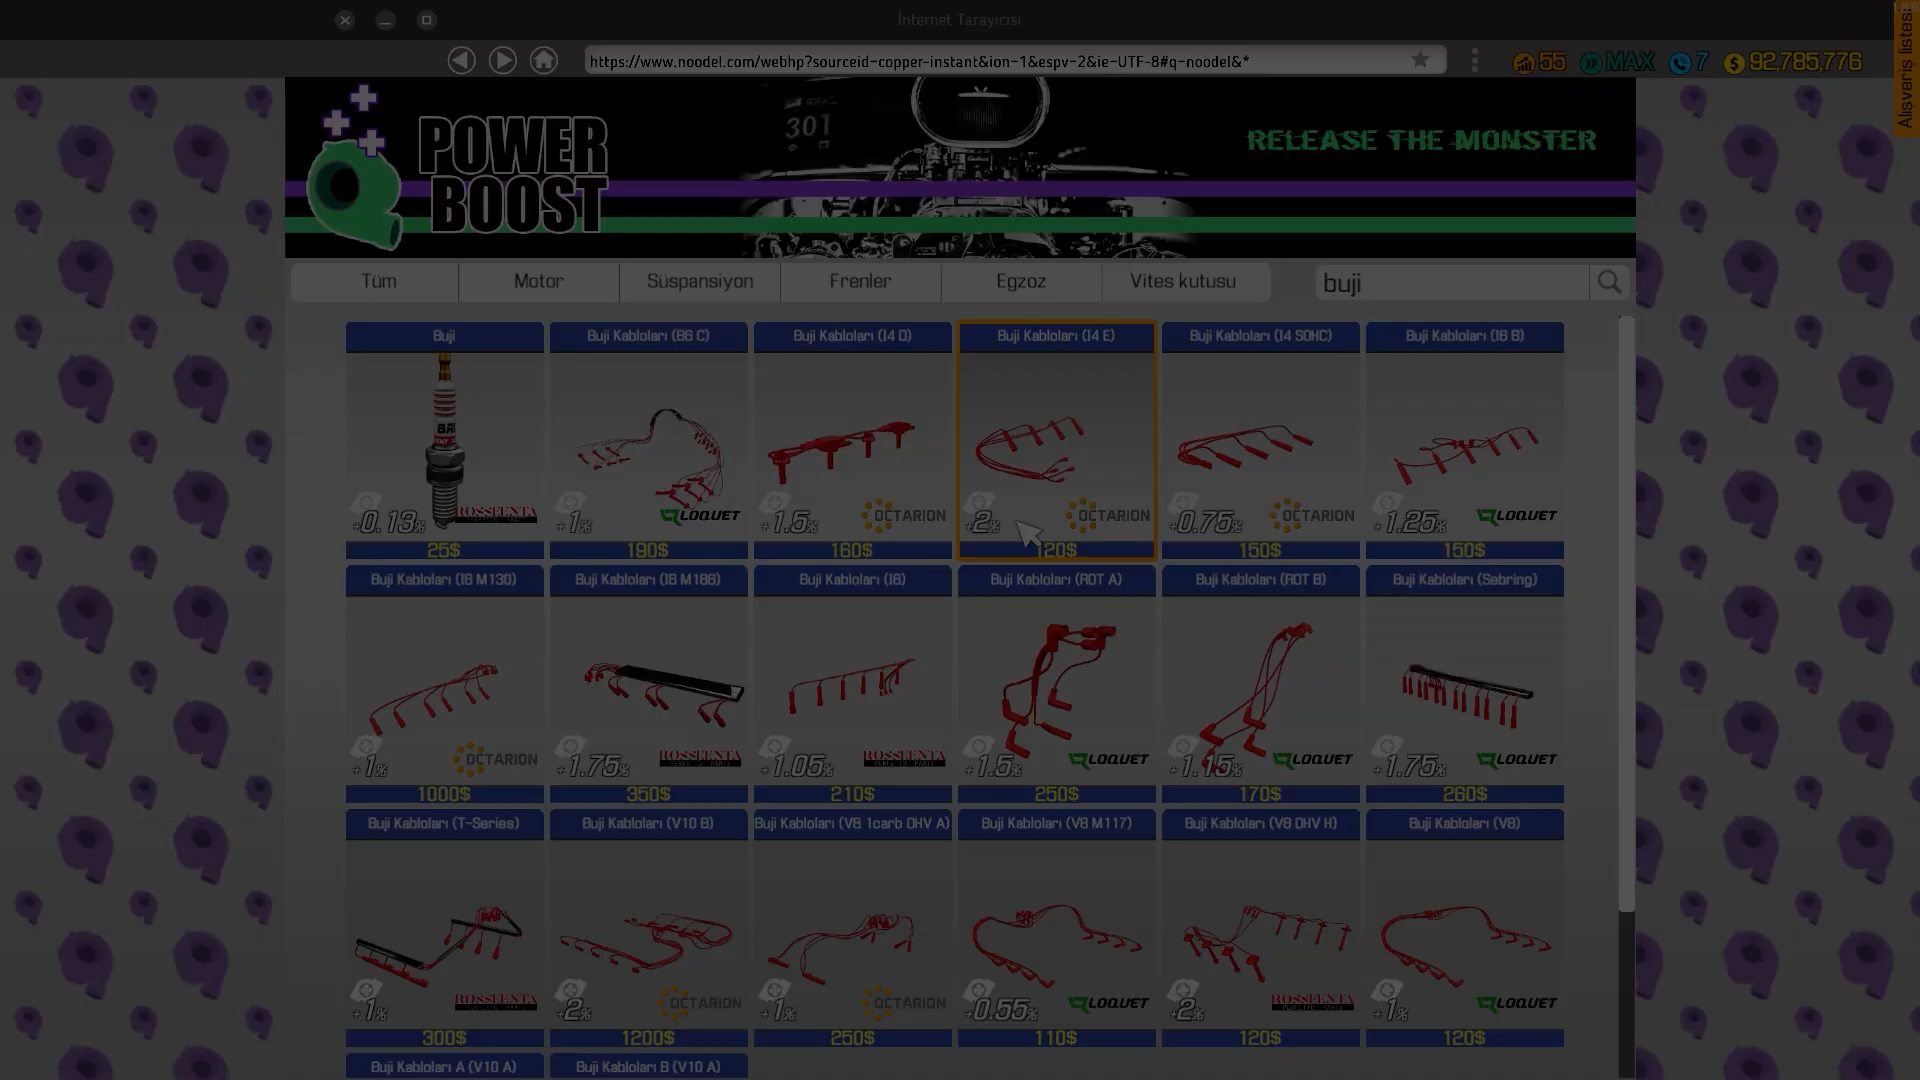 İnternet Tarayıcısı
https://www.noodel.com/webhp?sourceid-copper-instant&ion-1&espv-2&ie-UTF-8#q-noodel&*
55 XP MAX 7 $ 92,785,776
Alışveriş listesi:
POWER
BOOST
301
RELEASE THE MONSTER
Tüm Motor Süspansiyon Frenler Egzoz Vites kutusu buji
Buji Buji Kabloları (B6 C) Buji Kabloları (I4 D) Buji Kabloları (I4 E) Buji Kabloları (I4 SOHC) Buji Kabloları (I6 B)
+0.13% ROSSFENTA +1% LOQUET +1.5% OCTARION +2% OCTARION +0.75% OCTARION +1.25% LOQUET
25$ 190$ 160$ 120$ 150$ 150$
Buji Kabloları (I6 M130) Buji Kabloları (I6 M186) Buji Kabloları (I6) Buji Kabloları (ROT A) Buji Kabloları (ROT B) Buji Kabloları (Sebring)
+1% OCTARION +1.75% ROSSFENTA +1.05% ROSSFENTA +1.5% LOQUET +1.15% LOQUET +1.75% LOQUET
1000$ 350$ 210$ 250$ 170$ 260$
Buji Kabloları (T-Series) Buji Kabloları (V10 B) Buji Kabloları (V8 1carb OHV A) Buji Kabloları (V8 M117) Buji Kabloları (V8 OHV H) Buji Kabloları (V8)
+1% ROSSFENTA +2% OCTARION +1% OCTARION +0.55% LOQUET +2% ROSSFENTA +1% LOQUET
300$ 1200$ 250$ 110$ 120$ 120$
Buji Kabloları A (V10 A) Buji Kabloları B (V10 A)